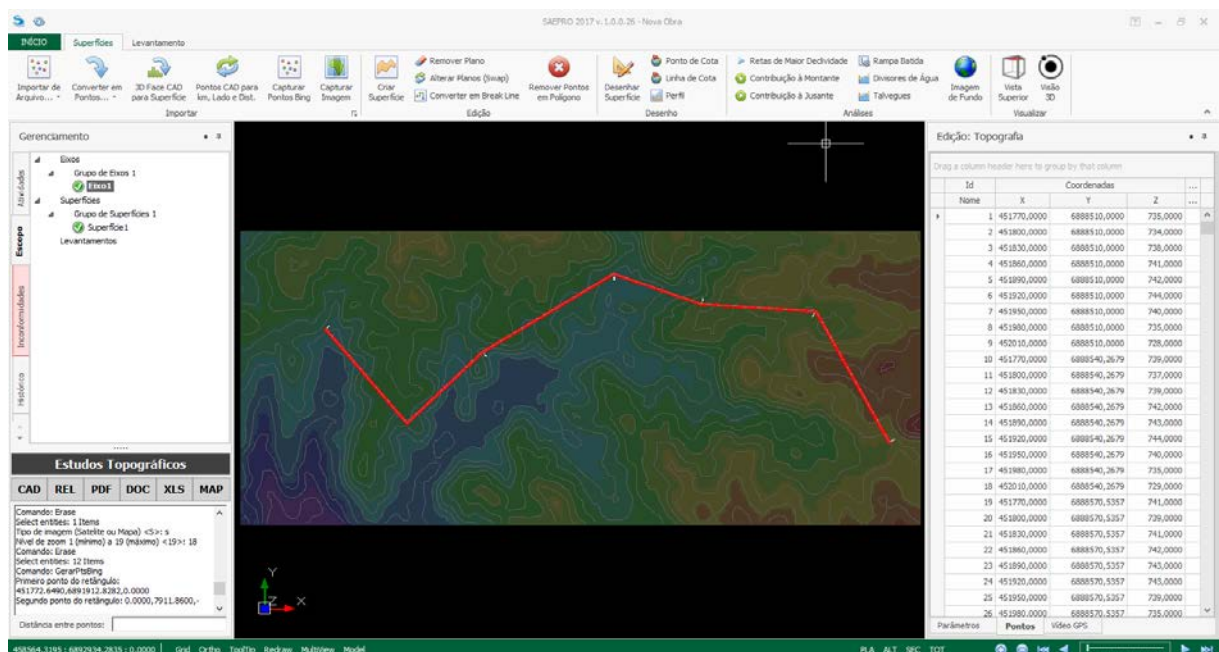 SAEPRO 2017 v. 1.0.0.26 - Nova Obra
INÍCIO Superfícies Levantamento
Importar de Arquivo...
Converter em Pontos...
3D Face CAD para Superfície
Pontos CAD para km, Lado e Dist.
Capturar Pontos Bing
Capturar Imagem
Importar
Criar Superfície
Remover Plano
Alterar Planos (Swap)
Converter em Break Line
Remover Pontos em Polígono
Edição
Desenhar Superfície
Ponto de Cota
Linha de Cota
Perfil
Desenho
Retas de Maior Declividade
Contribuição à Montante
Contribuição à Jusante
Rampa Batida
Divisores de Água
Talvegues
Análises
Imagem de Fundo
Vista Superior
Visão 3D
Visualizar
Gerenciamento
Atividades
Escopo
Inconformidades
Histórico
Eixos
Grupo de Eixos 1
Eixo1
Superfícies
Grupo de Superfícies 1
Superfície1
Levantamentos
Estudos Topográficos
CAD REL PDF DOC XLS MAP
Comando: Erase
Select entities: 1 Items
Tipo de imagem (Satelite ou Mapa) <S>: s
Nível de zoom 1 (mínimo) a 19 (máximo) <19>: 18
Comando: Erase
Select entities: 12 Items
Comando: GerarPtsBing
Primeiro ponto do retângulo:
451772.6490,6891912.8282,0.0000
Segundo ponto do retângulo: 0.0000,7911.8600,-
Distância entre pontos:
Y
Z X
Edição: Topografia
Drag a column header here to group by that column
Id Coordenadas ...
Nome X Y Z ...
1 451770,0000 6888510,0000 735,0000
2 451800,0000 6888510,0000 734,0000
3 451830,0000 6888510,0000 738,0000
4 451860,0000 6888510,0000 741,0000
5 451890,0000 6888510,0000 742,0000
6 451920,0000 6888510,0000 744,0000
7 451950,0000 6888510,0000 740,0000
8 451980,0000 6888510,0000 735,0000
9 452010,0000 6888510,0000 728,0000
10 451770,0000 6888540,2679 739,0000
11 451800,0000 6888540,2679 737,0000
12 451830,0000 6888540,2679 739,0000
13 451860,0000 6888540,2679 742,0000
14 451890,0000 6888540,2679 743,0000
15 451920,0000 6888540,2679 744,0000
16 451950,0000 6888540,2679 740,0000
17 451980,0000 6888540,2679 735,0000
18 452010,0000 6888540,2679 729,0000
19 451770,0000 6888570,5357 741,0000
20 451800,0000 6888570,5357 739,0000
21 451830,0000 6888570,5357 741,0000
22 451860,0000 6888570,5357 742,0000
23 451890,0000 6888570,5357 743,0000
24 451920,0000 6888570,5357 743,0000
25 451950,0000 6888570,5357 739,0000
26 451980,0000 6888570,5357 735,0000
Parâmetros Pontos Vídeo GPS
458564.3195 : 6892934.2835 : 0.0000 Grid Ortho ToolTip Redraw MultiView Model PLA ALT SEC TOT